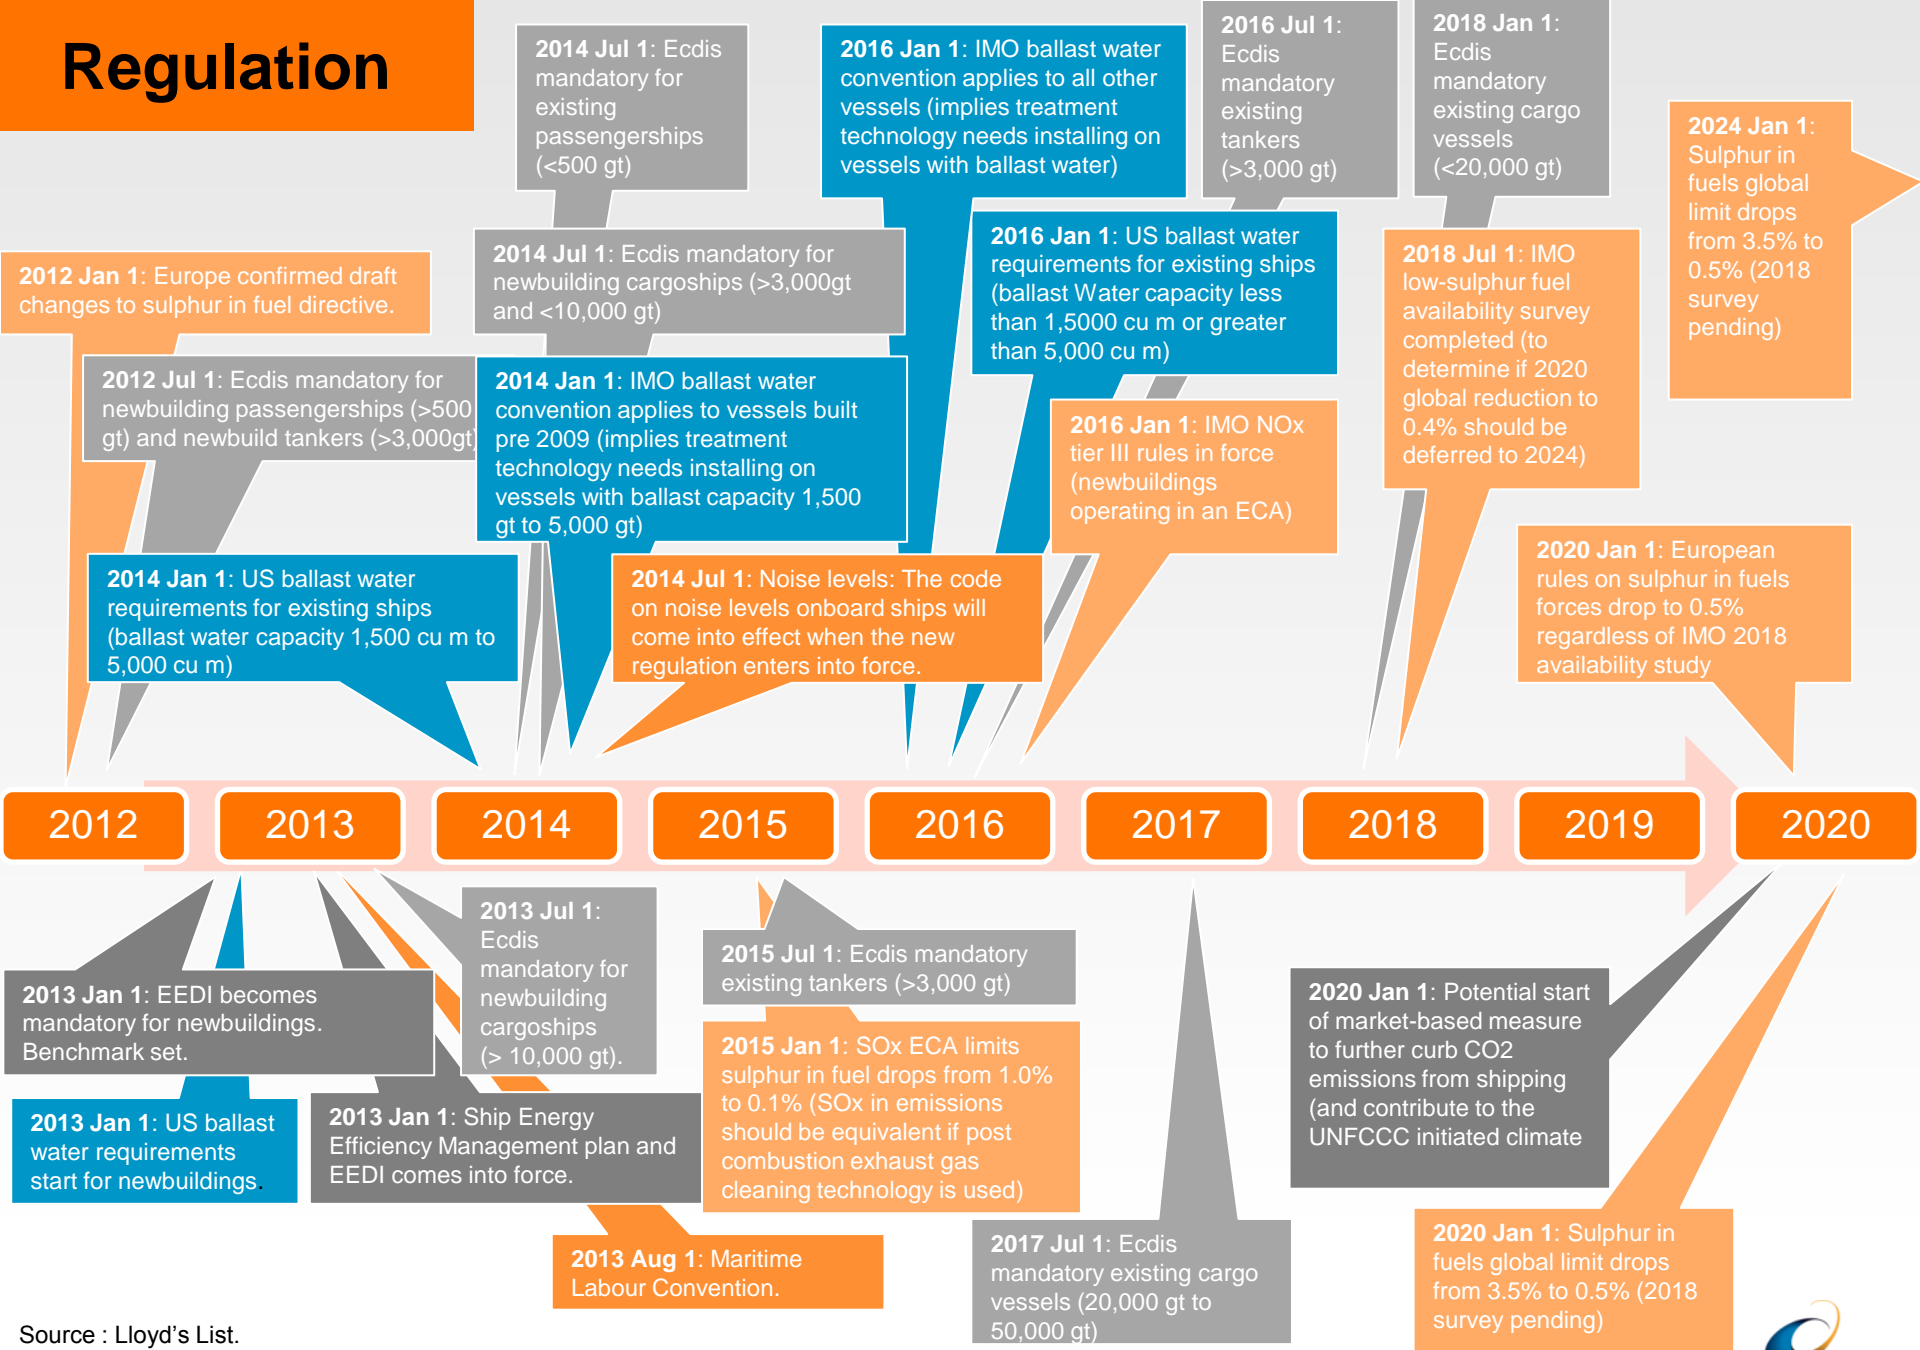 Regulation
2014 Jul 1: Ecdis
mandatory for
existing
passengerships
(<500 gt)
2016 Jan 1: IMO ballast water
convention applies to all other
vessels (implies treatment
technology needs installing on
vessels with ballast water)
2016 Jul 1:
Ecdis
mandatory
existing
tankers
(>3,000 gt)
2018 Jan 1:
Ecdis
mandatory
existing cargo
vessels
(<20,000 gt)
2024 Jan 1:
Sulphur in
fuels global
limit drops
from 3.5% to
0.5% (2018
survey
pending)
2012 Jan 1: Europe confirmed draft
changes to sulphur in fuel directive.
2014 Jul 1: Ecdis mandatory for
newbuilding cargoships (>3,000gt
and <10,000 gt)
2016 Jan 1: US ballast water
requirements for existing ships
(ballast Water capacity less
than 1,5000 cu m or greater
than 5,000 cu m)
2018 Jul 1: IMO
low-sulphur fuel
availability survey
completed (to
determine if 2020
global reduction to
0.4% should be
deferred to 2024)
2012 Jul 1: Ecdis mandatory for
newbuilding passengerships (>500
gt) and newbuild tankers (>3,000gt)
2014 Jan 1: IMO ballast water
convention applies to vessels built
pre 2009 (implies treatment
technology needs installing on
vessels with ballast capacity 1,500
gt to 5,000 gt)
2016 Jan 1: IMO NOx
tier III rules in force
(newbuildings
operating in an ECA)
2014 Jan 1: US ballast water
requirements for existing ships
(ballast water capacity 1,500 cu m to
5,000 cu m)
2014 Jul 1: Noise levels: The code
on noise levels onboard ships will
come into effect when the new
regulation enters into force.
2020 Jan 1: European
rules on sulphur in fuels
forces drop to 0.5%
regardless of IMO 2018
availability study
2012
2013
2014
2015
2016
2017
2018
2019
2020
2013 Jan 1: EEDI becomes
mandatory for newbuildings.
Benchmark set.
2013 Jul 1:
Ecdis
mandatory for
newbuilding
cargoships
(> 10,000 gt).
2015 Jul 1: Ecdis mandatory
existing tankers (>3,000 gt)
2020 Jan 1: Potential start
of market-based measure
to further curb CO2
emissions from shipping
(and contribute to the
UNFCCC initiated climate
2013 Jan 1: US ballast
water requirements
start for newbuildings.
2013 Jan 1: Ship Energy
Efficiency Management plan and
EEDI comes into force.
2015 Jan 1: SOx ECA limits
sulphur in fuel drops from 1.0%
to 0.1% (SOx in emissions
should be equivalent if post
combustion exhaust gas
cleaning technology is used)
2013 Aug 1: Maritime
Labour Convention.
2017 Jul 1: Ecdis
mandatory existing cargo
vessels (20,000 gt to
50,000 gt)
2020 Jan 1: Sulphur in
fuels global limit drops
from 3.5% to 0.5% (2018
survey pending)
Source : Lloyd's List.